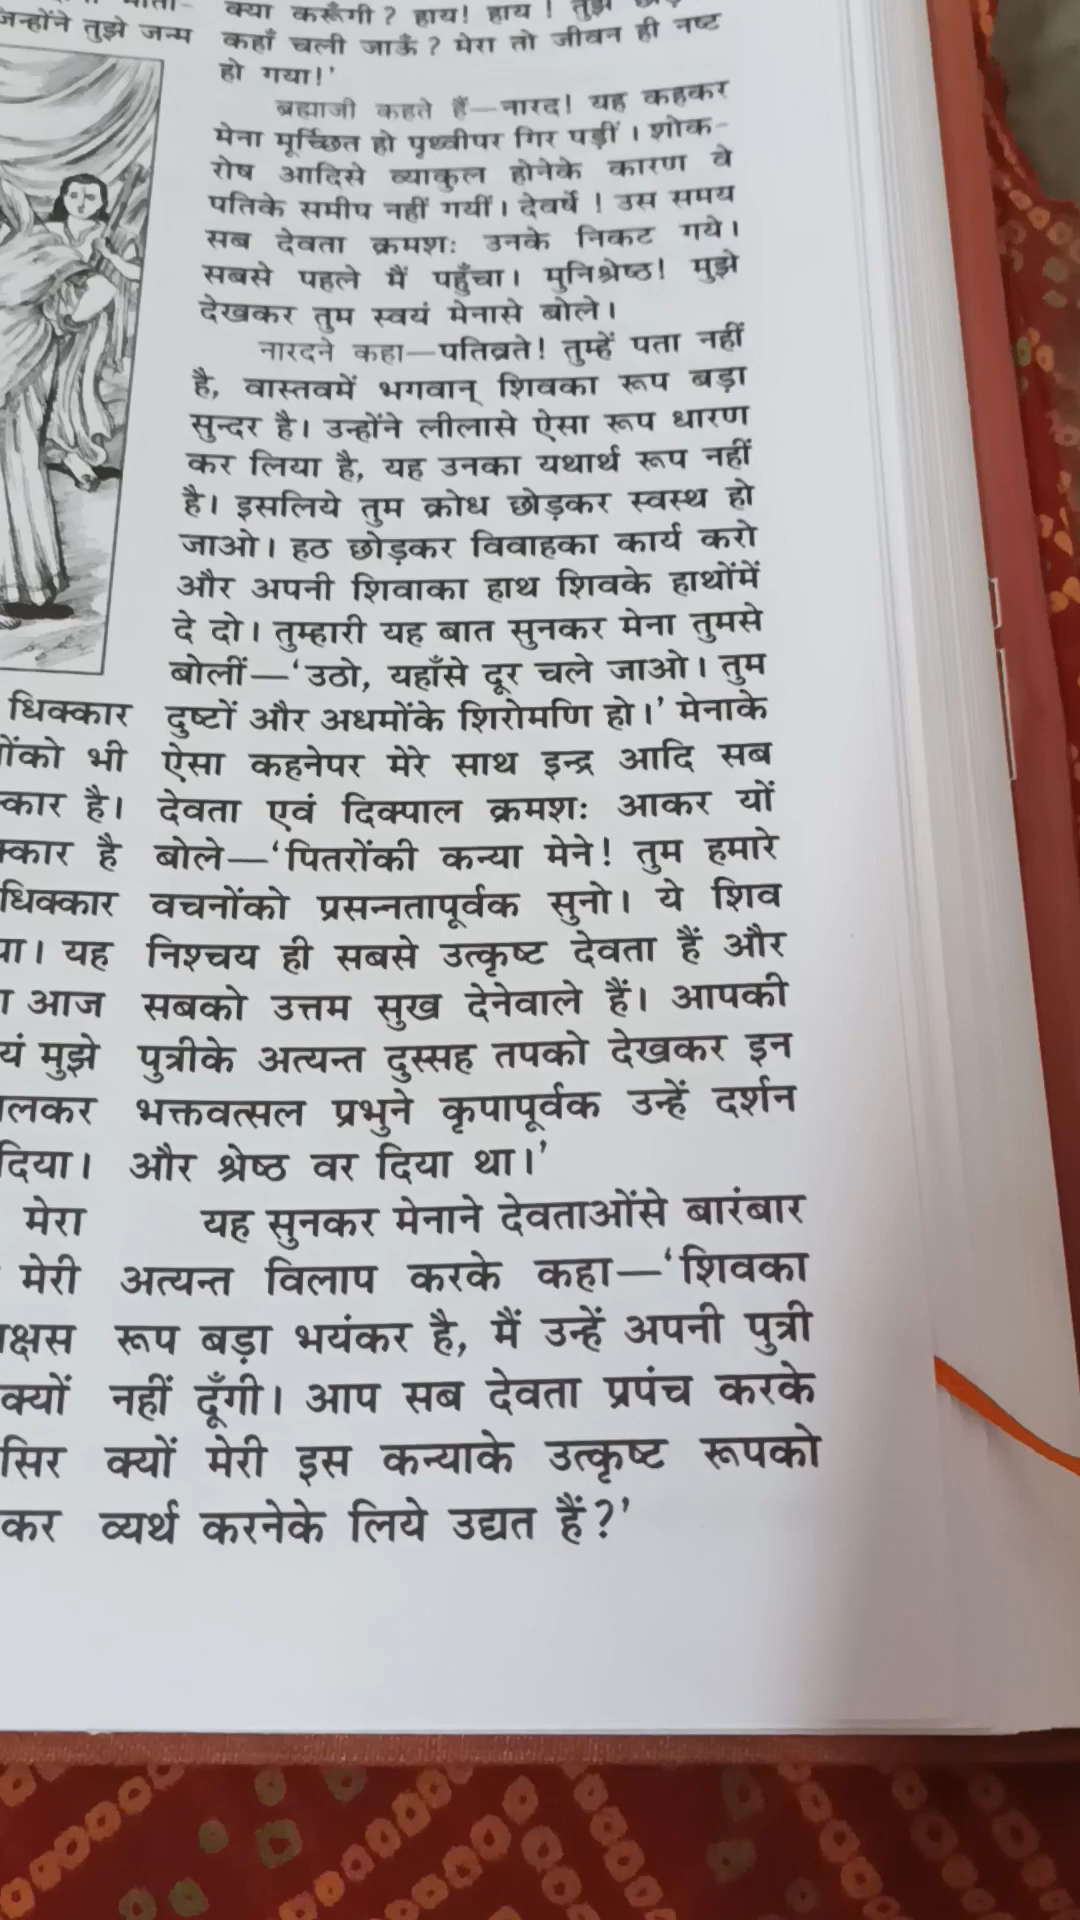 जिन्होंने तुझे जन्म
धिक्कार
भी
है।
है
धिक्कार
यह
आज
मुझे
दिया।
मेरा
मेरी
क्यों
सिर
कर
क्या करूँगी? हाय! हाय! तुझे
कहाँ चली जाऊँ? मेरा तो जीवन ही नष्ट
हो गया!'
ब्रह्माजी कहते हैं—नारद! यह कहकर
मेना मूर्च्छित हो पृथ्वीपर गिर पड़ीं। शोक-
रोष आदिसे व्याकुल होनेके कारण वे
पतिके समीप नहीं गयीं। देवर्षे! उस समय
सब देवता क्रमशः उनके निकट गये।
सबसे पहले मैं पहुँचा। मुनिश्रेष्ठ! मुझे
देखकर तुम स्वयं मेनासे बोले।
नारदने कहा—पतिव्रते! तुम्हें पता नहीं
है, वास्तवमें भगवान् शिवका रूप बड़ा
सुन्दर है। उन्होंने लीलासे ऐसा रूप धारण
कर लिया है, यह उनका यथार्थ रूप नहीं
है। इसलिये तुम क्रोध छोड़कर स्वस्थ हो
जाओ। हठ छोड़कर विवाहका कार्य करो
और अपनी शिवाका हाथ शिवके हाथोंमें
दे दो। तुम्हारी यह बात सुनकर मेना तुमसे
बोलीं—'उठो, यहाँसे दूर चले जाओ। तुम
दुष्टों और अधमोंके शिरोमणि हो।' मेनाके
ऐसा कहनेपर मेरे साथ इन्द्र आदि सब
देवता एवं दिक्पाल क्रमशः आकर यों
बोले—'पितरोंकी कन्या मेने! तुम हमारे
वचनोंको प्रसन्नतापूर्वक सुनो। ये शिव
निश्चय ही सबसे उत्कृष्ट देवता हैं और
सबको उत्तम सुख देनेवाले हैं। आपकी
पुत्रीके अत्यन्त दुस्सह तपको देखकर इन
भक्तवत्सल प्रभुने कृपापूर्वक उन्हें दर्शन
और श्रेष्ठ वर दिया था।'
यह सुनकर मेनाने देवताओंसे बारंबार
अत्यन्त विलाप करके कहा—'शिवका
रूप बड़ा भयंकर है, मैं उन्हें अपनी पुत्री
नहीं दूँगी। आप सब देवता प्रपंच करके
क्यों मेरी इस कन्याके उत्कृष्ट रूपको
व्यर्थ करनेके लिये उद्यत हैं?'